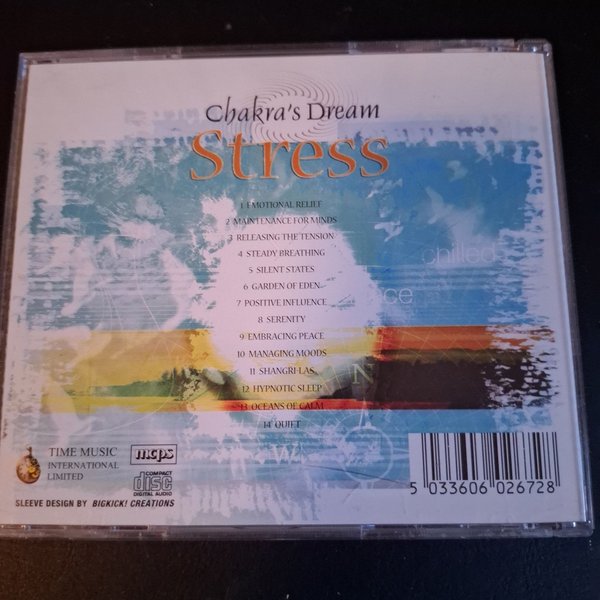 Chakra's Dream
Stress
1 EMOTIONAL RELIEF
2 MAINTENANCE FOR MINDS
3 RELEASING THE TENSION
4 STEADY BREATHING
5 SILENT STATES
6 GARDEN OF EDEN
7 POSITIVE INFLUENCE
8 SERENITY
9 EMBRACING PEACE
10 MANAGING MOODS
11 SHANGRI-LAS
12 HYPNOTIC SLEEP
13 OCEANS OF CALM
14 QUIET
chilled
N
W
TIME MUSIC
INTERNATIONAL
LIMITED
mcps
COMPACT
disc
DIGITAL AUDIO
SLEEVE DESIGN BY BIGKICK! CREATIONS
5 033606 026728